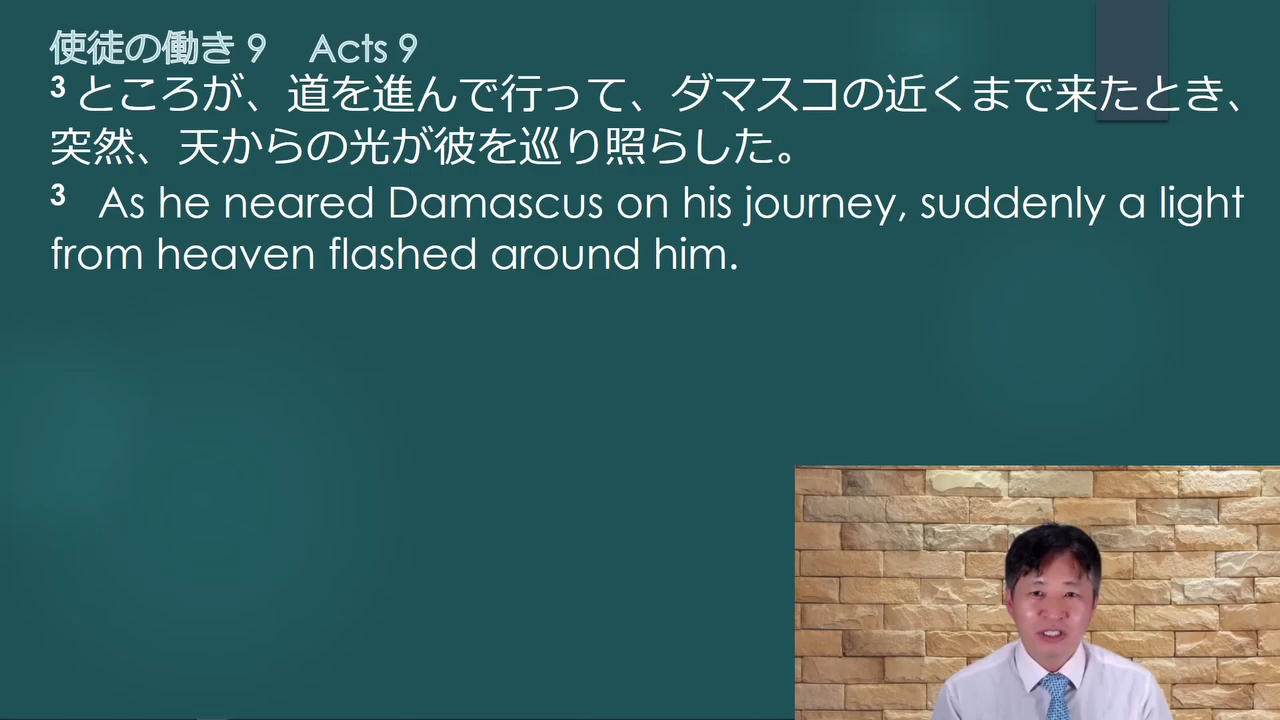 使徒の働き 9 Acts 9
3 ところが、道を進んで行って、ダマスコの近くまで来たとき、
突然、天からの光が彼を巡り照らした。
3 As he neared Damascus on his journey, suddenly a light
from heaven flashed around him.